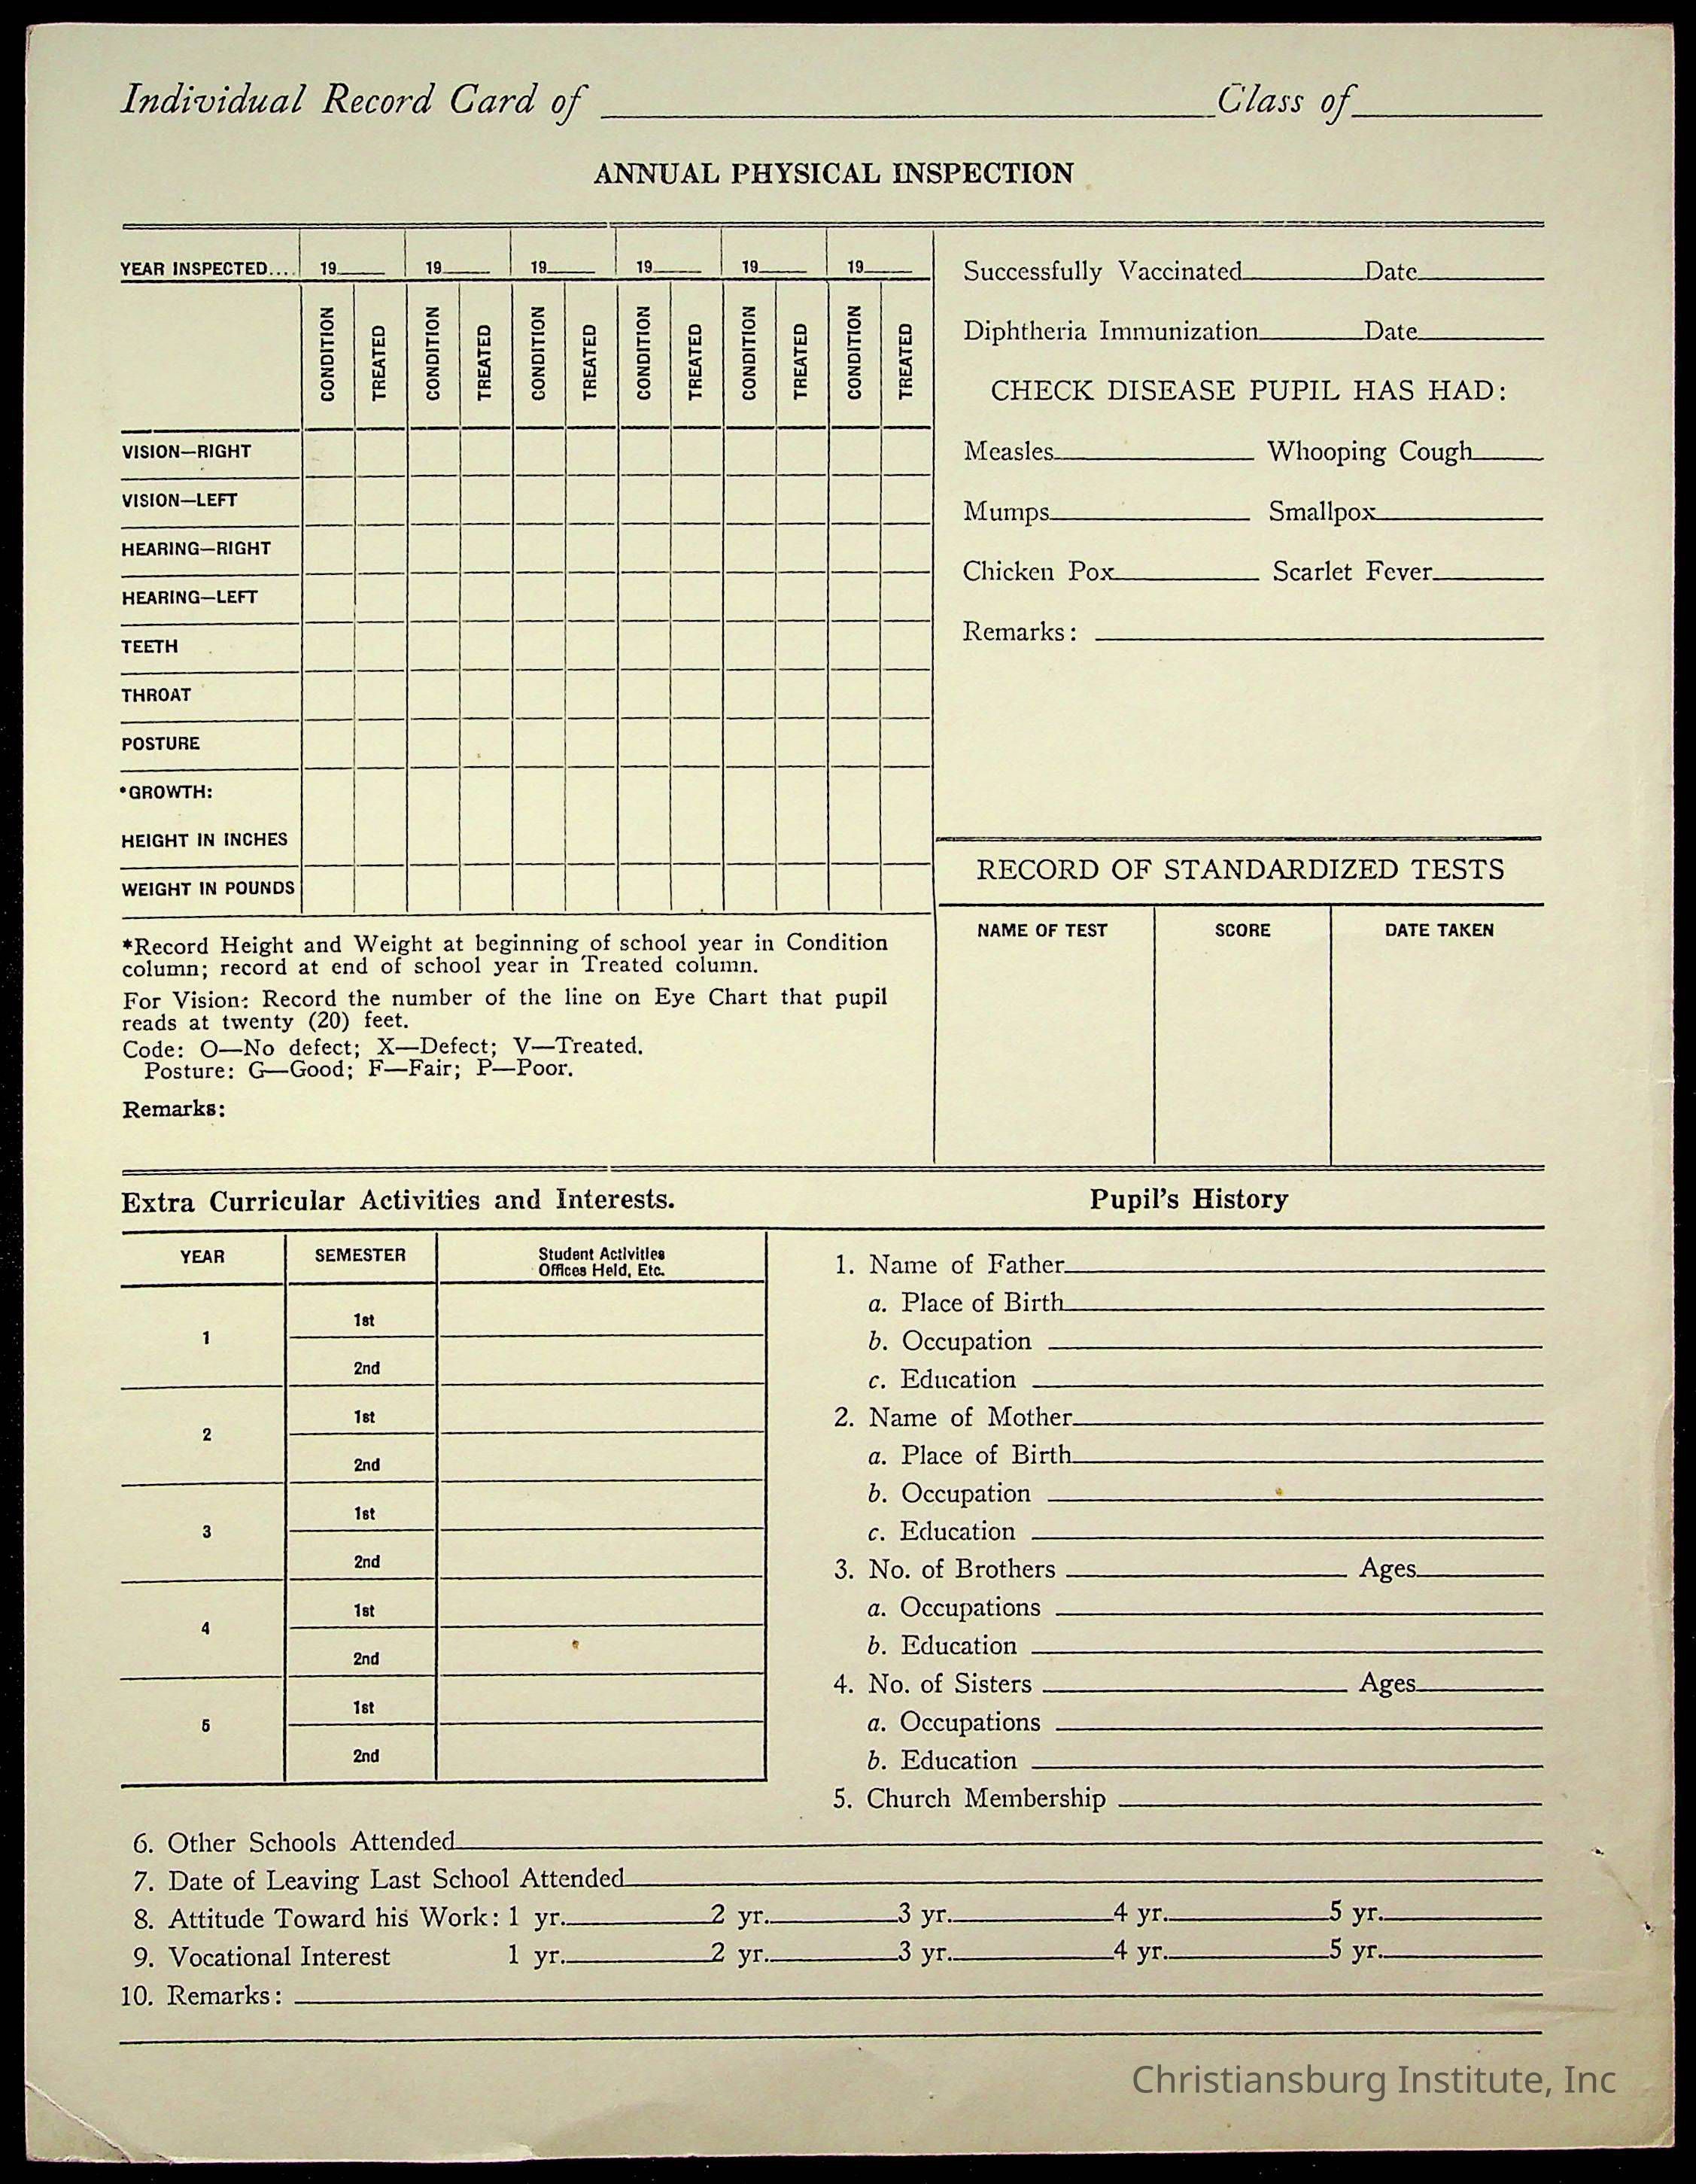 Individual Record Card of Class of
ANNUAL PHYSICAL INSPECTION
YEAR INSPECTED.... 19 19 19 19 19 19
CONDITION TREATED CONDITION TREATED CONDITION TREATED CONDITION TREATED CONDITION TREATED CONDITION TREATED
VISION—RIGHT
VISION—LEFT
HEARING—RIGHT
HEARING—LEFT
TEETH
THROAT
POSTURE
*GROWTH:
HEIGHT IN INCHES
WEIGHT IN POUNDS
*Record Height and Weight at beginning of school year in Condition
column; record at end of school year in Treated column.
For Vision: Record the number of the line on Eye Chart that pupil
reads at twenty (20) feet.
Code: O—No defect; X—Defect; V—Treated.
Posture: G—Good; F—Fair; P—Poor.
Remarks:
Successfully Vaccinated Date
Diphtheria Immunization Date
CHECK DISEASE PUPIL HAS HAD:
Measles Whooping Cough
Mumps Smallpox
Chicken Pox Scarlet Fever
Remarks:
RECORD OF STANDARDIZED TESTS
NAME OF TEST SCORE DATE TAKEN
Extra Curricular Activities and Interests.
YEAR SEMESTER Student Activities
Offices Held, Etc.
1st
1
2nd
1st
2
2nd
1st
3
2nd
1st
4
2nd
1st
5
2nd
Pupil's History
1. Name of Father
a. Place of Birth
b. Occupation
c. Education
2. Name of Mother
a. Place of Birth
b. Occupation
c. Education
3. No. of Brothers Ages
a. Occupations
b. Education
4. No. of Sisters Ages
a. Occupations
b. Education
5. Church Membership
6. Other Schools Attended
7. Date of Leaving Last School Attended
8. Attitude Toward his Work: 1 yr. 2 yr. 3 yr. 4 yr. 5 yr.
9. Vocational Interest 1 yr. 2 yr. 3 yr. 4 yr. 5 yr.
10. Remarks:
Christiansburg Institute, Inc